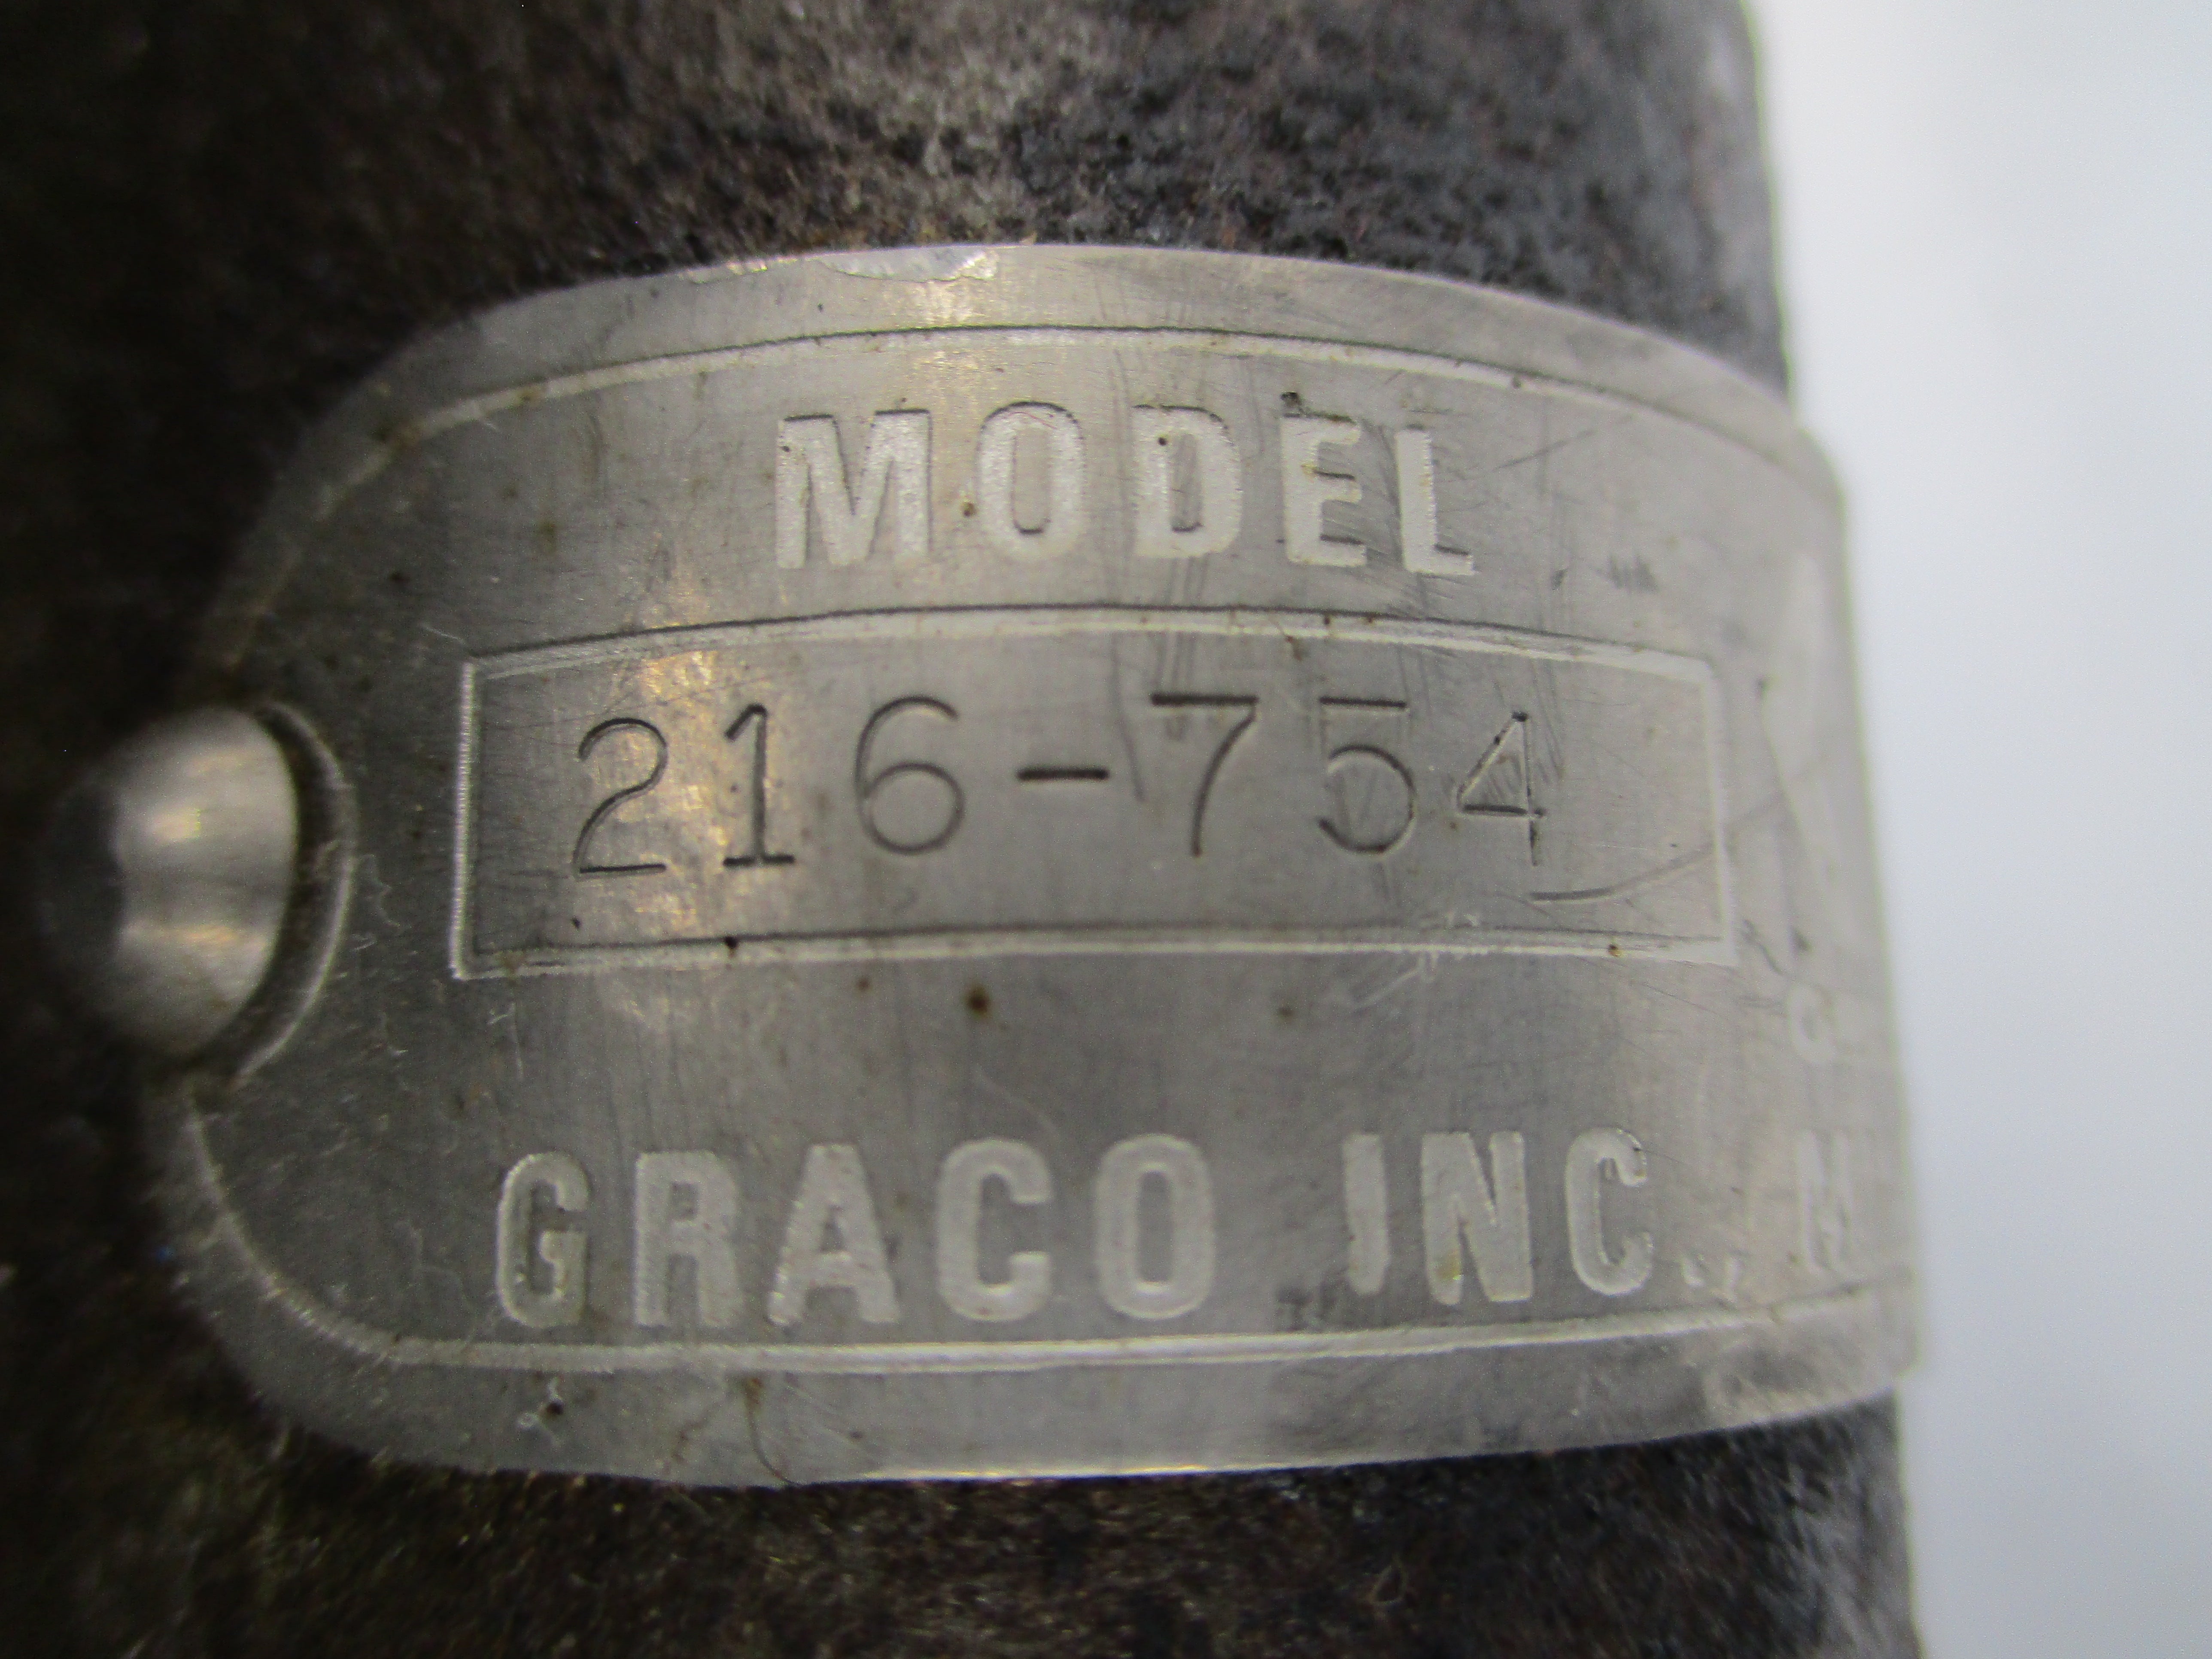 MODEL
216-754
GRACO INC.,